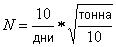 N = 10/дни * √(тонна/10)